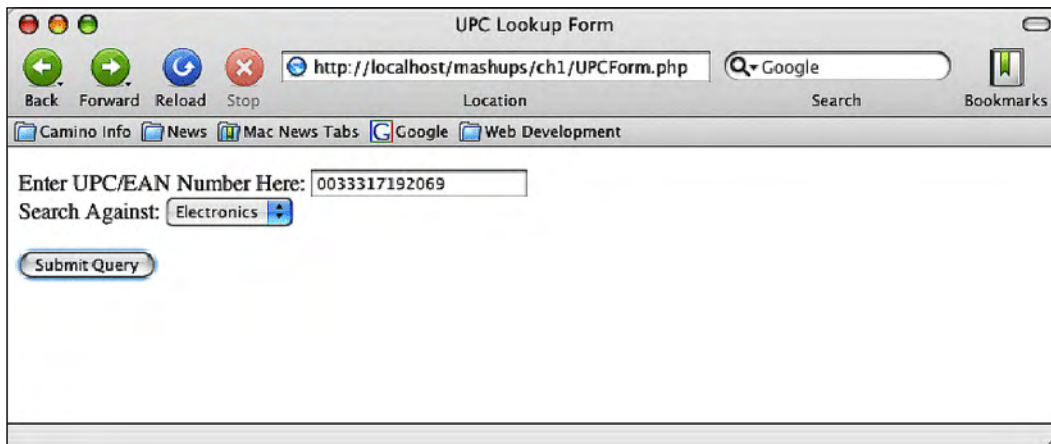 UPC Lookup Form
http://localhost/mashups/ch1/UPCForm.php
Google
Back Forward Reload Stop Location Search Bookmarks
Camino Info News Mac News Tabs G Google Web Development
Enter UPC/EAN Number Here: 0033317192069
Search Against: Electronics
Submit Query